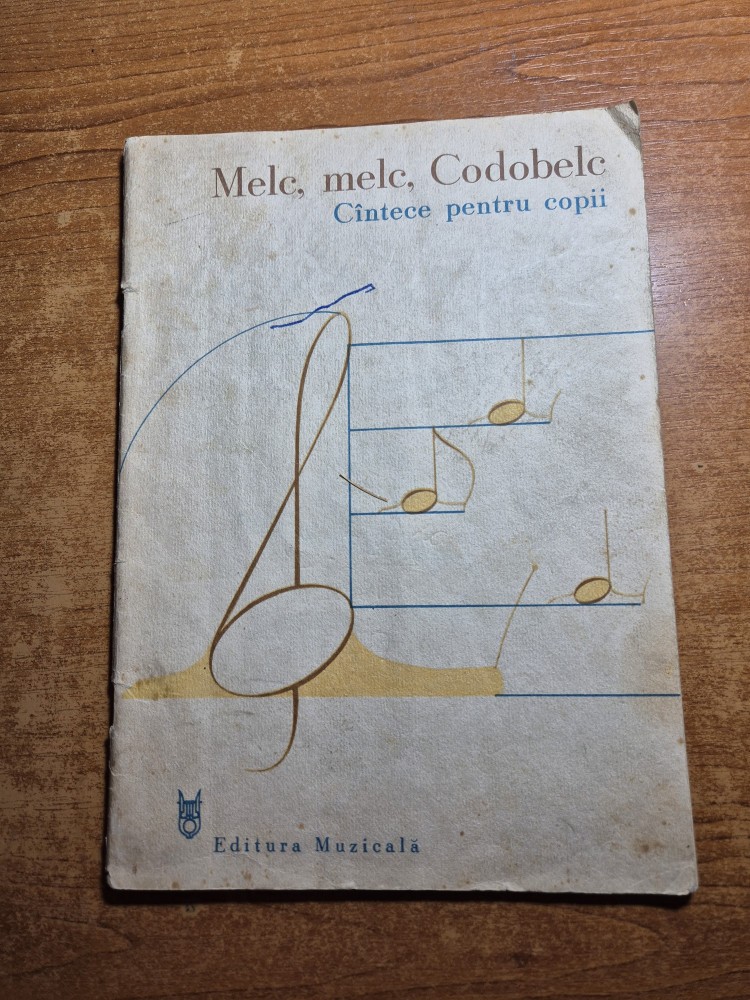 Melc, melc, Codobelc
Cîntece pentru copii
Editura Muzicală